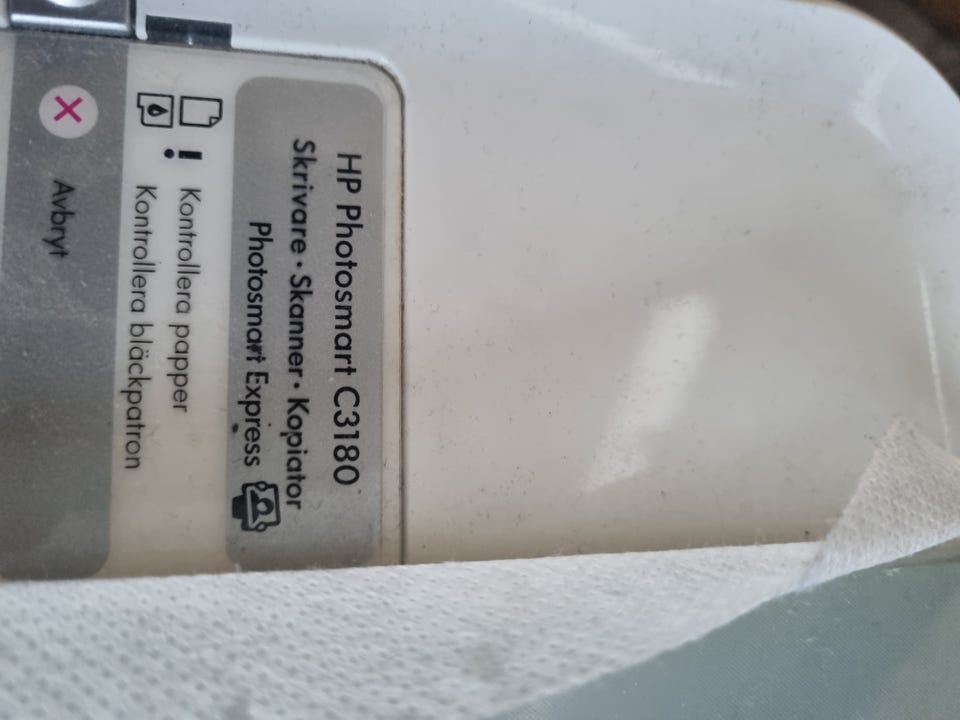 HP Photosmart C3180
Skrivare • Skanner • Kopiator
Photosmart Express
Kontrollera papper
Kontrollera bläckpatron
Avbryt